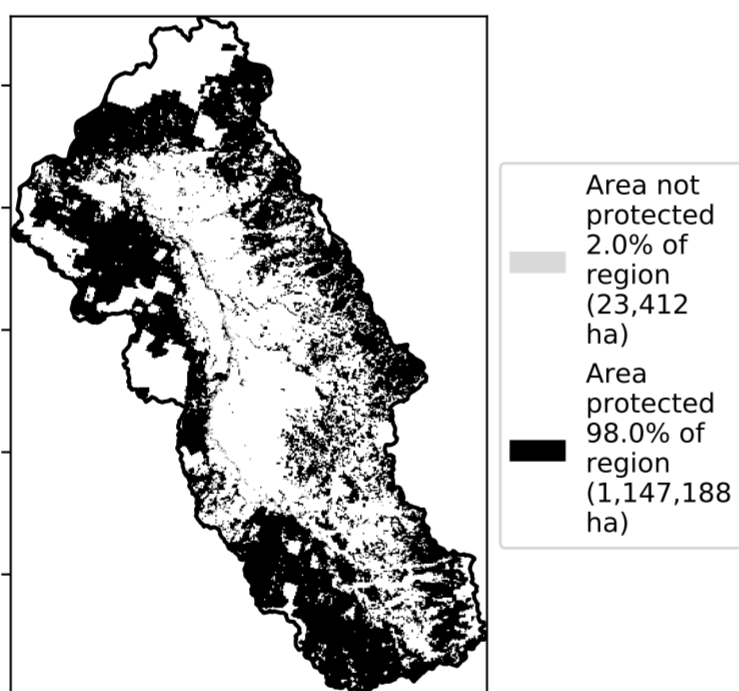 Area not
protected
2.0% of
region
(23,412
ha)
Area
protected
98.0% of
region
(1,147,188
ha)